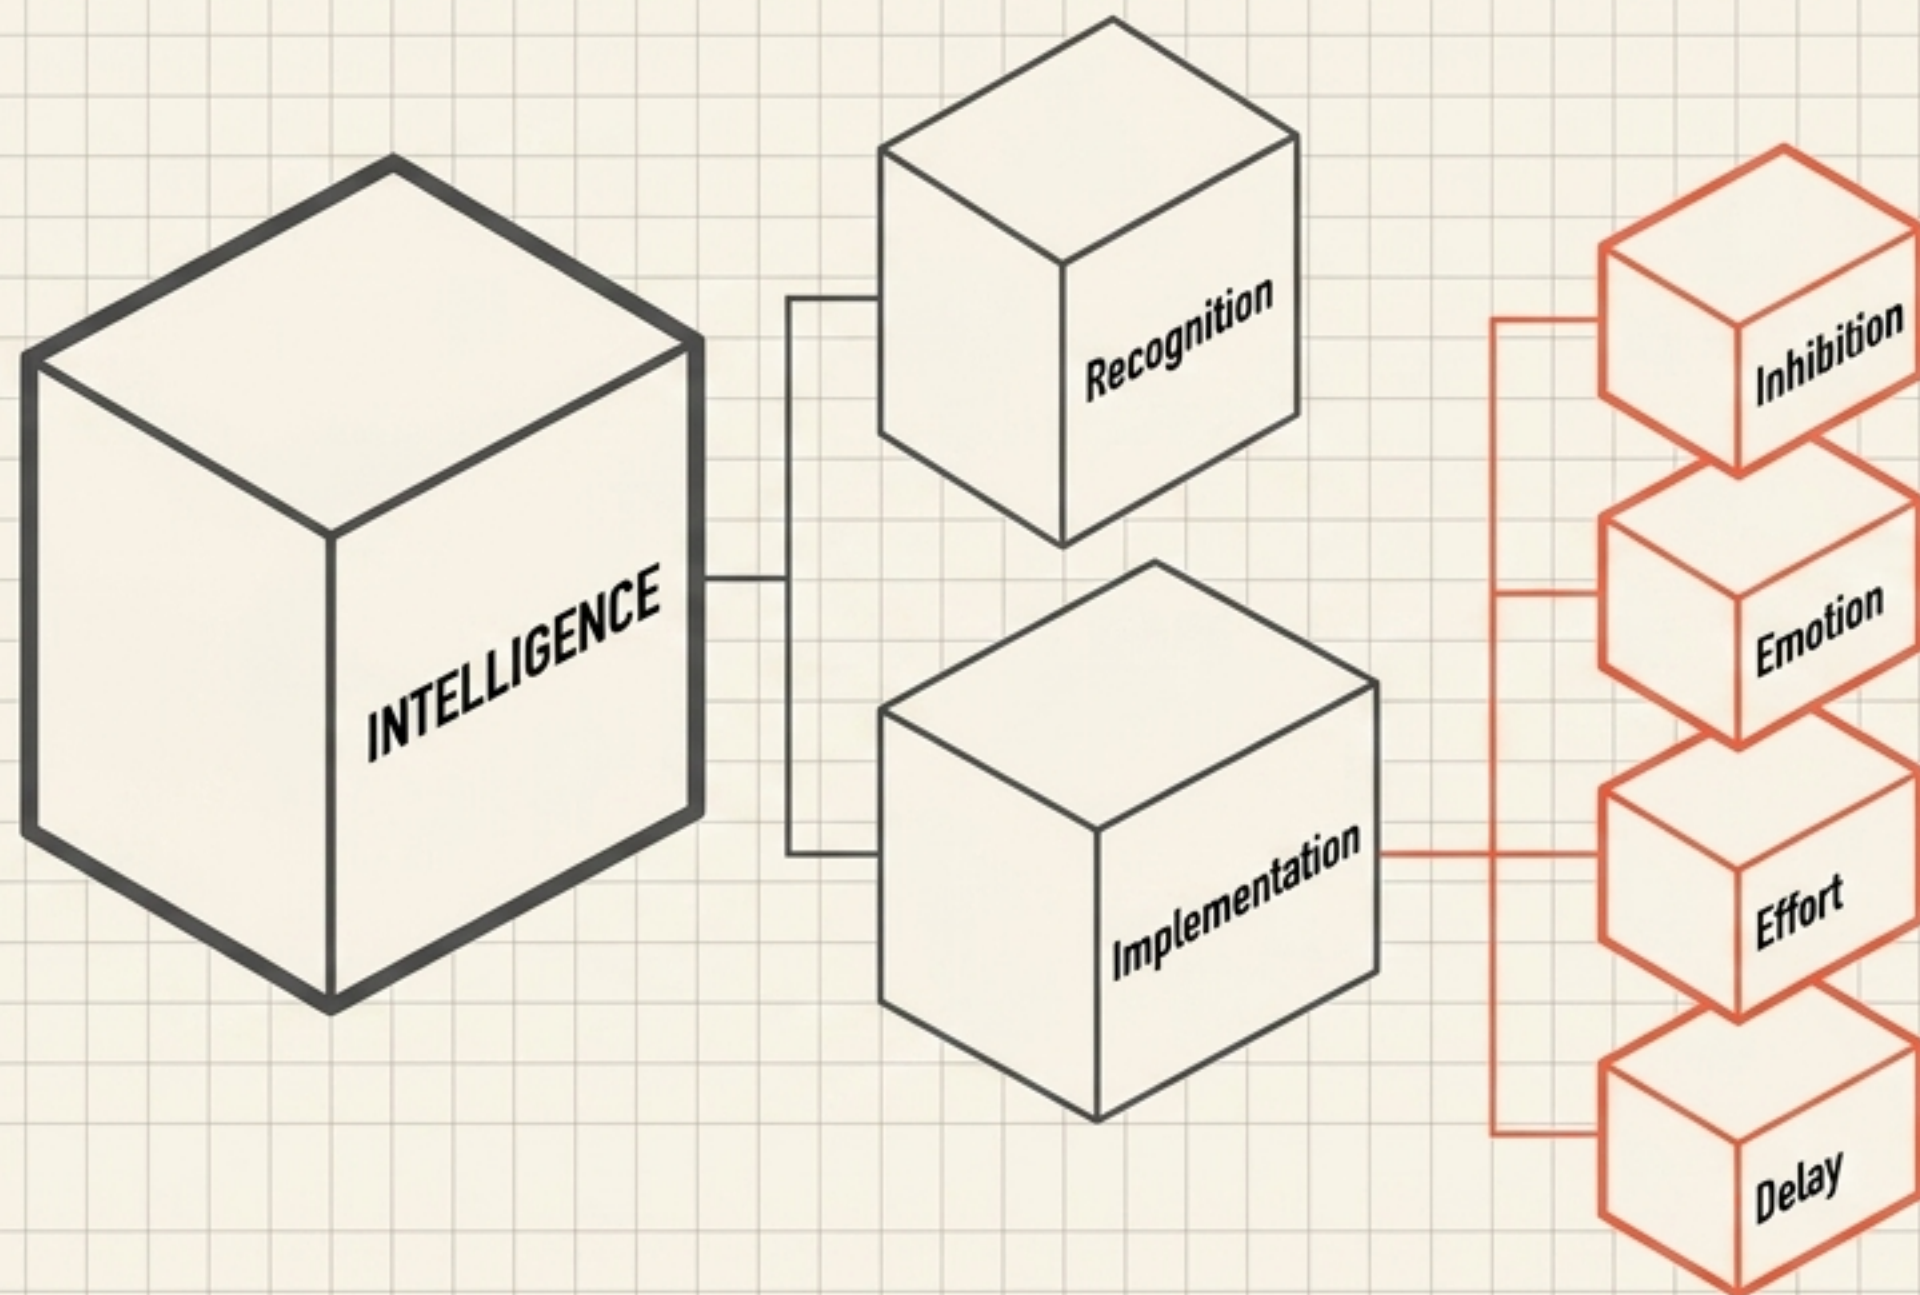 INTELLIGENCE
Recognition
Implementation
Inhibition
Emotion
Effort
Delay